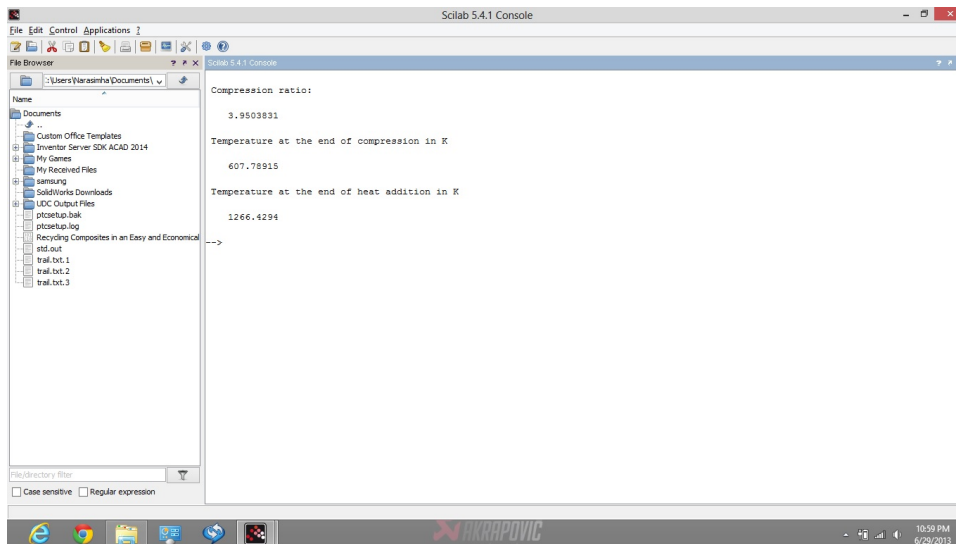 Scilab 5.4.1 Console
File Edit Control Applications ?
File Browser
Scilab 5.4.1 Console
:\Users\Narasimha\Documents\
Name
Documents
..
Custom Office Templates
Inventor Server SDK ACAD 2014
My Games
My Received Files
samsung
SolidWorks Downloads
UDC Output Files
ptcsetup.bak
ptcsetup.log
Recycling Composites in an Easy and Economical
std.out
trail.txt.1
trail.txt.2
trail.txt.3
Compression ratio:
3.9503831
Temperature at the end of compression in K
607.78915
Temperature at the end of heat addition in K
1266.4294
-->
File/directory filter
Case sensitive Regular expression
AKRAPOVIC
10:59 PM
6/29/2013